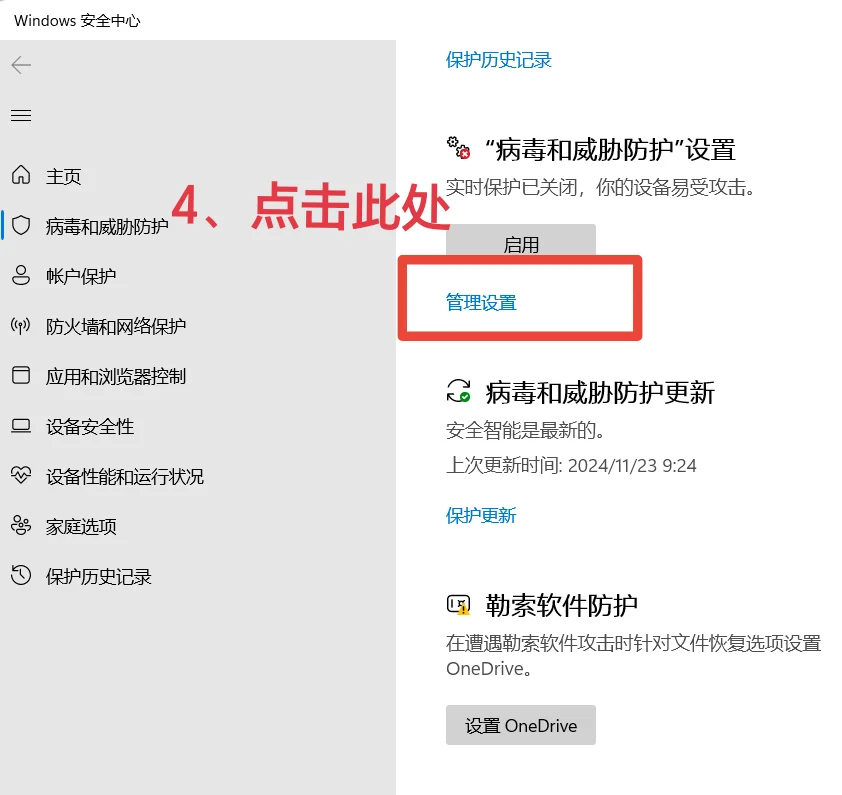 Windows 安全中心
主页
病毒和威胁防护
帐户保护
防火墙和网络保护
应用和浏览器控制
设备安全性
设备性能和运行状况
家庭选项
保护历史记录
4、点击此处
保护历史记录
“病毒和威胁防护”设置
实时保护已关闭，你的设备易受攻击。
启用
管理设置
病毒和威胁防护更新
安全智能是最新的。
上次更新时间: 2024/11/23 9:24
保护更新
勒索软件防护
在遭遇勒索软件攻击时针对文件恢复选项设置
OneDrive。
设置 OneDrive